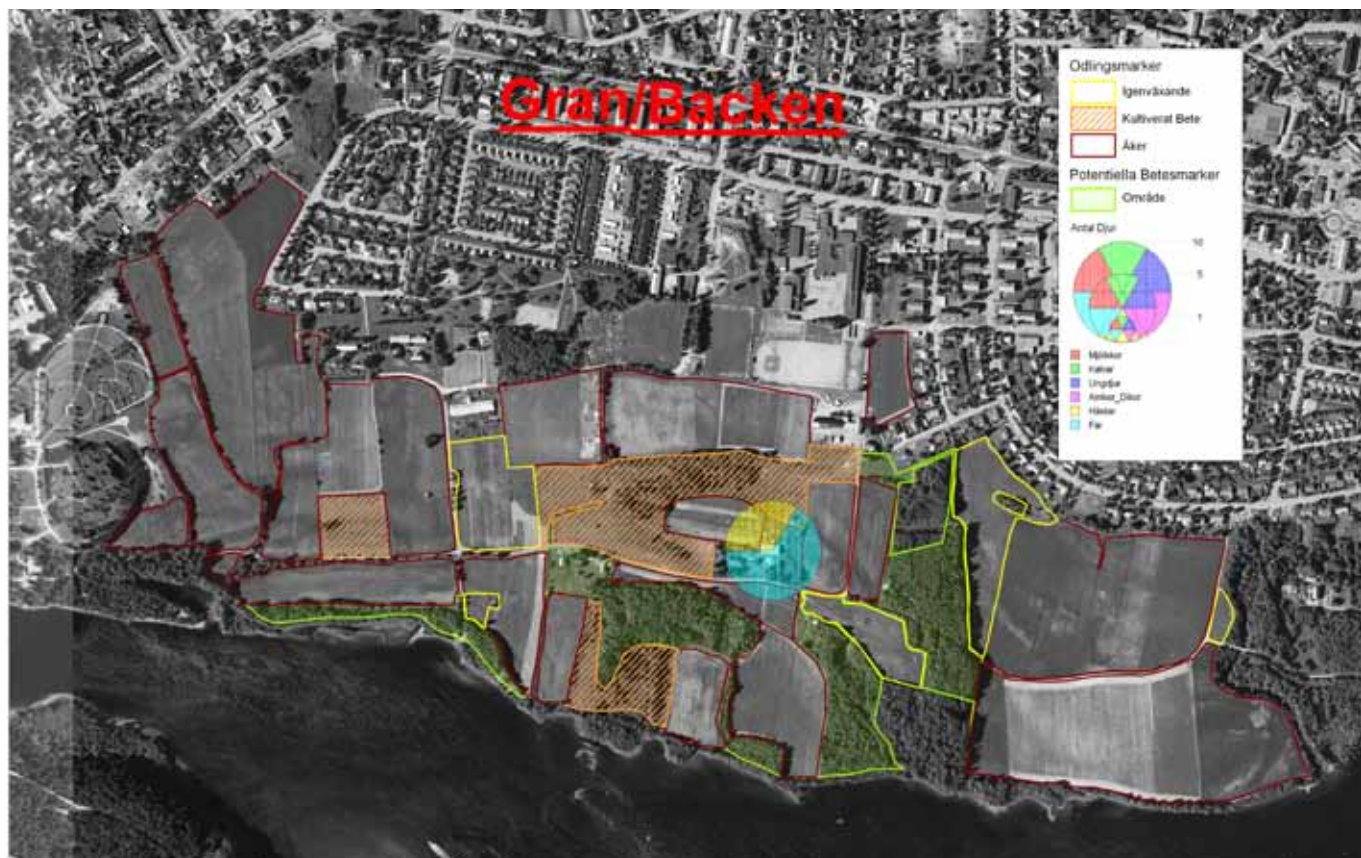 Gran/Backen
Odlingsmarker
Igenväxande
Kultiverat Bete
Åker
Potentiella Betesmarker
Område
Antal Djur
10
5
1
Mjölkkor
Kalvar
Ungdjur
Amkor_Dikor
Hästar
Får